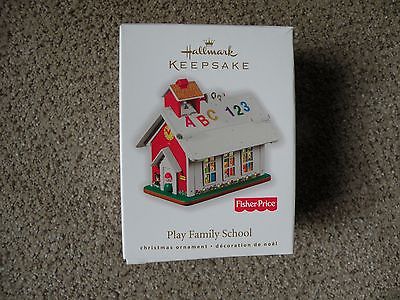 Hallmark
KEEPSAKE
ABC 123
Fisher-Price
Play Family School
christmas ornament • décoration de noël